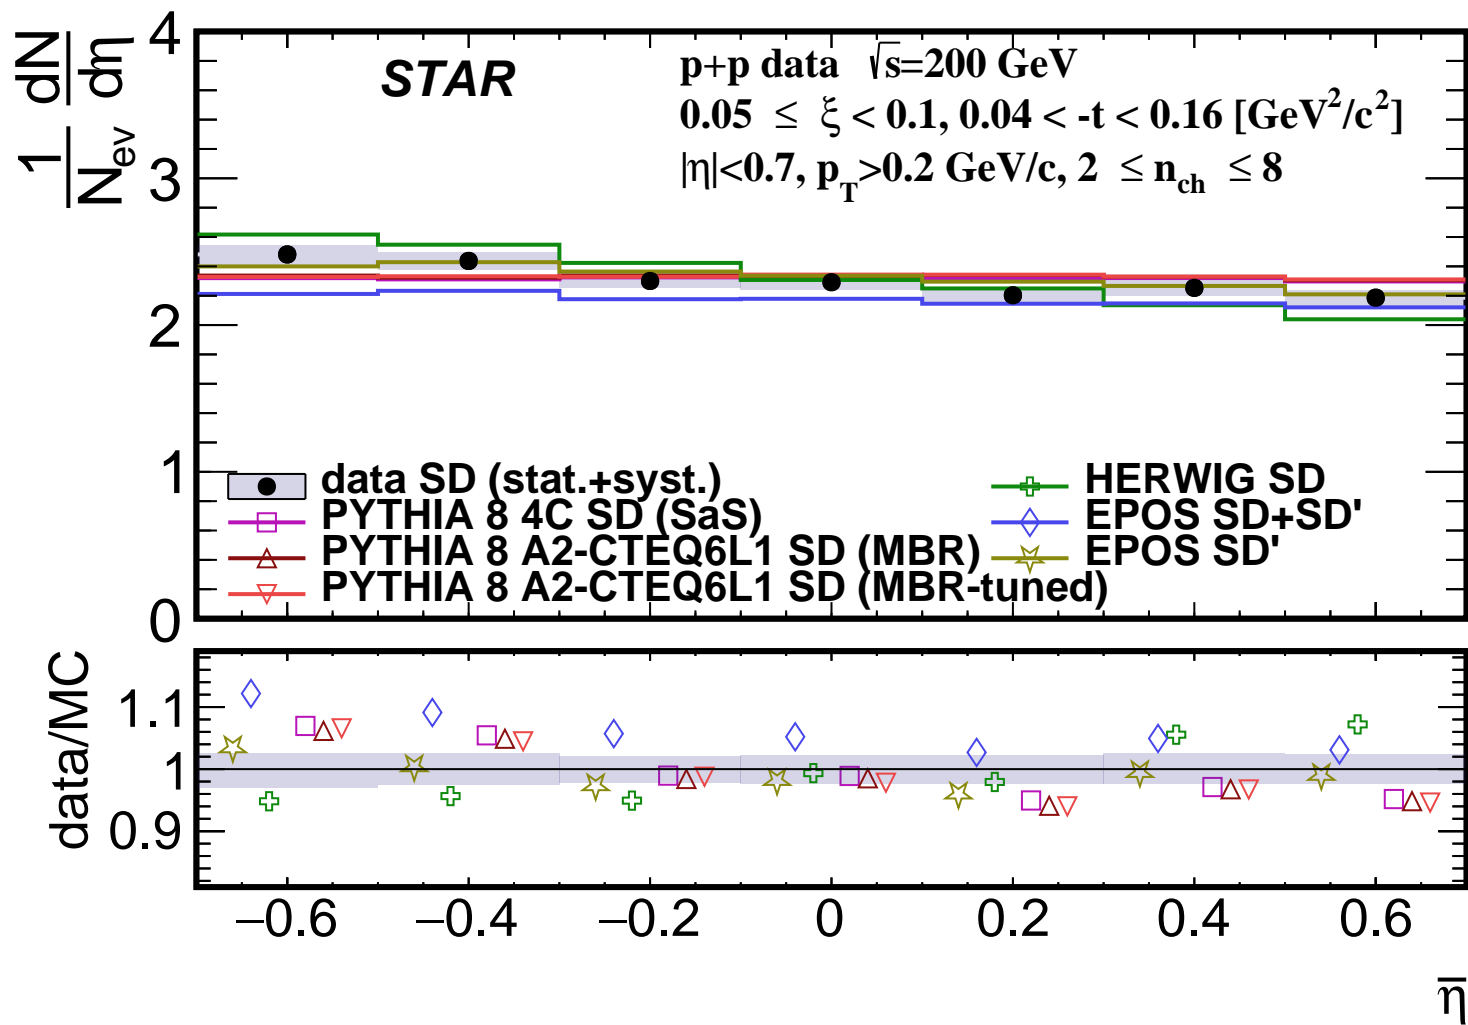 1 dN
N_ev dη
4
3
2
1
0
STAR
p+p data √s=200 GeV
0.05 ≤ ξ < 0.1, 0.04 < -t < 0.16 [GeV²/c²]
|η|<0.7, p_T>0.2 GeV/c, 2 ≤ n_ch ≤ 8
data SD (stat.+syst.)
PYTHIA 8 4C SD (SaS)
PYTHIA 8 A2-CTEQ6L1 SD (MBR)
PYTHIA 8 A2-CTEQ6L1 SD (MBR-tuned)
HERWIG SD
EPOS SD+SD'
EPOS SD'
data/MC
1.1
1
0.9
−0.6 −0.4 −0.2 0 0.2 0.4 0.6
η̅